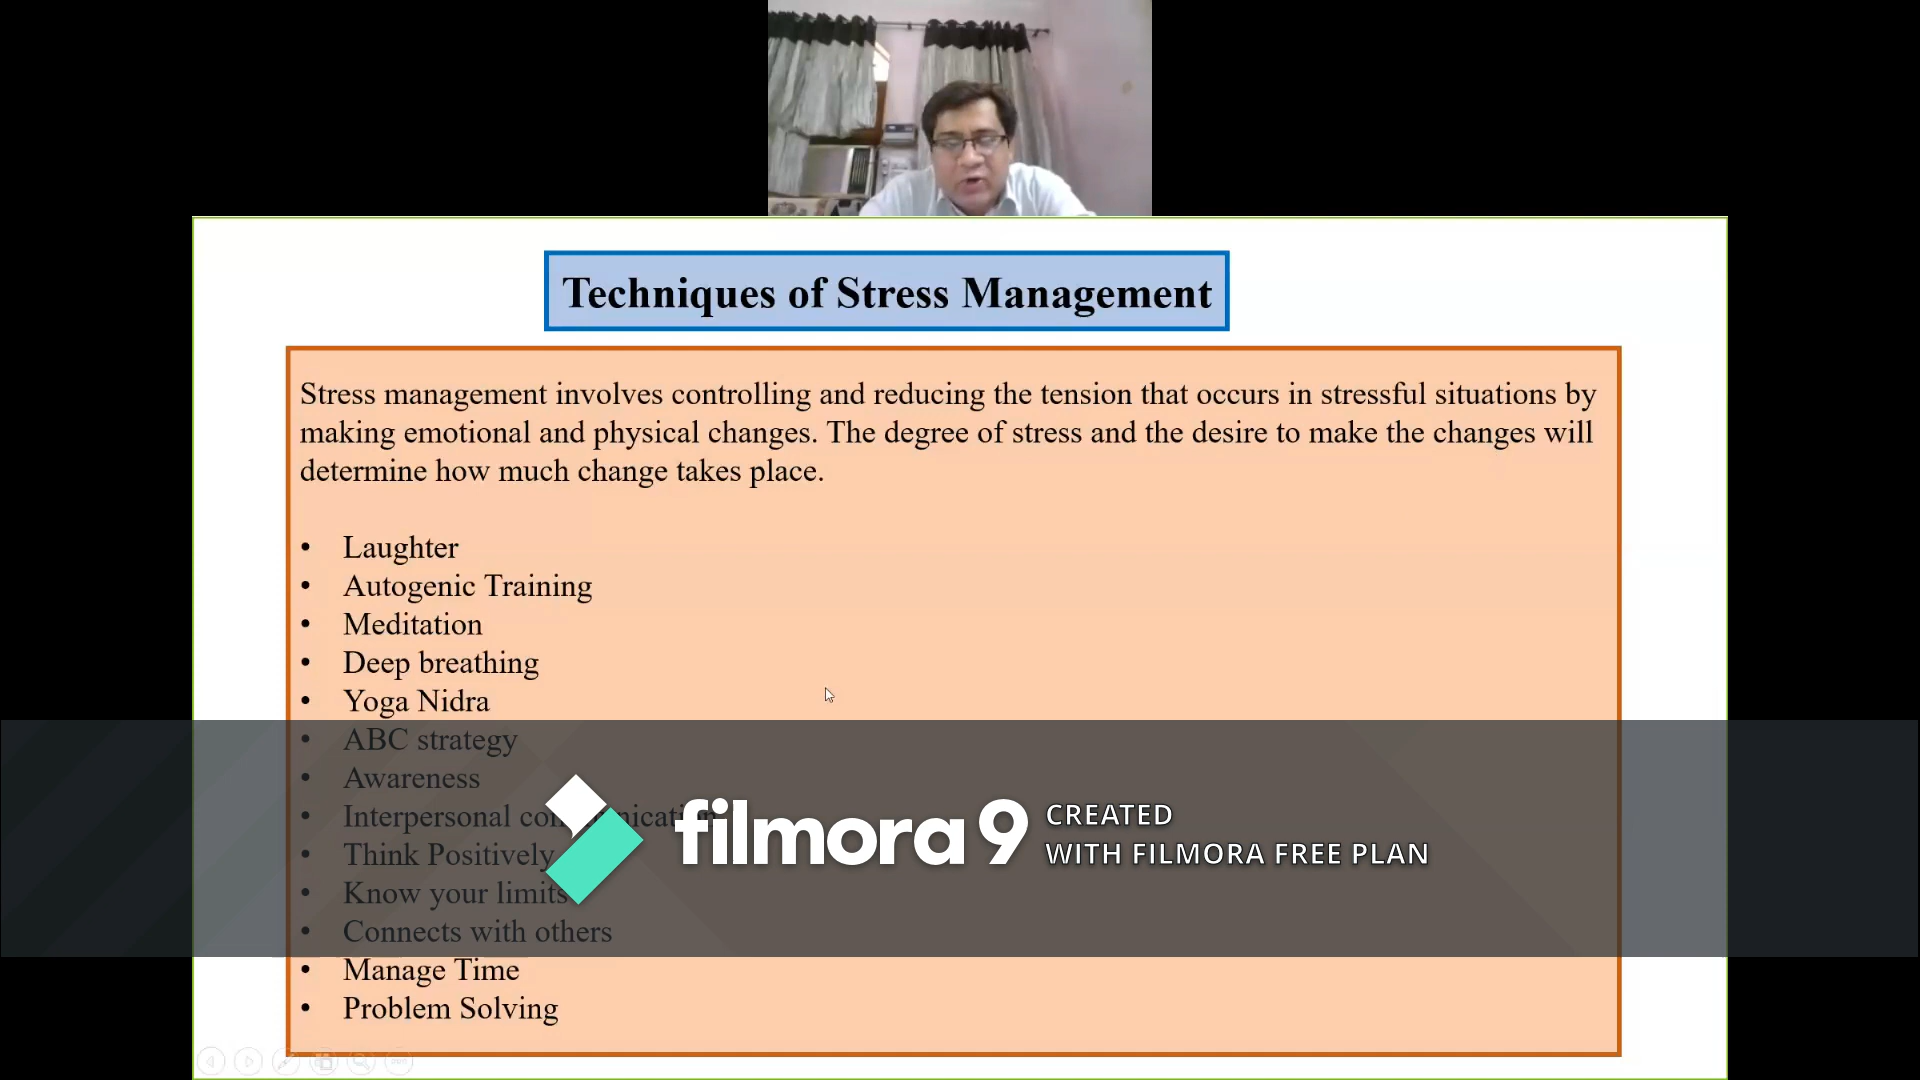 Techniques of Stress Management
Stress management involves controlling and reducing the tension that occurs in stressful situations by
making emotional and physical changes. The degree of stress and the desire to make the changes will
determine how much change takes place.
• Laughter
• Autogenic Training
• Meditation
• Deep breathing
• Yoga Nidra
• ABC strategy
• Awareness
• Interpersonal
• Think Positively
• Know your limits
• Connects with others
• Manage Time
• Problem Solving
filmora 9
CREATED
WITH FILMORA FREE PLAN